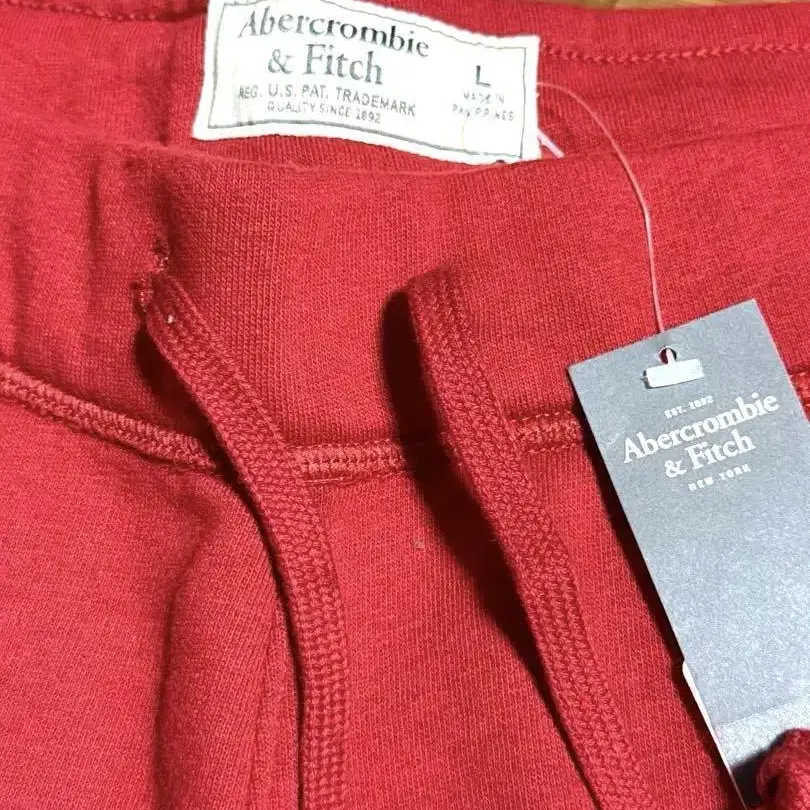 Abercrombie
& Fitch
REG. U.S. PAT. TRADEMARK
QUALITY SINCE 1892
L
MADE IN
EST. 1892
Abercrombie
& Fitch
NEW YORK